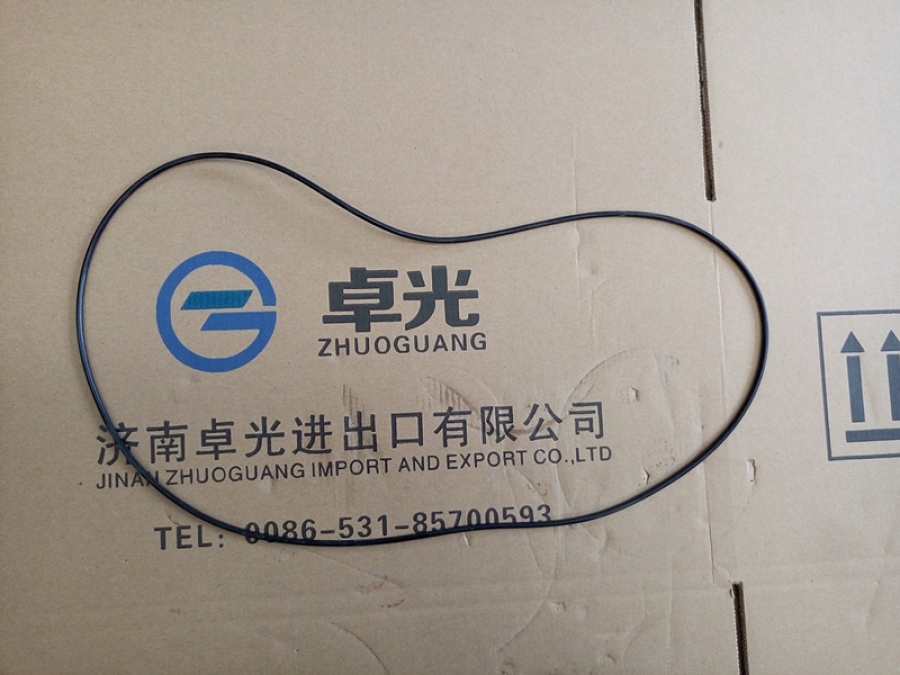 卓光
ZHUOGUANG
济南卓光进出口有限公司
JINAN ZHUOGUANG IMPORT AND EXPORT CO.,LTD
TEL: 0086-531-85700593